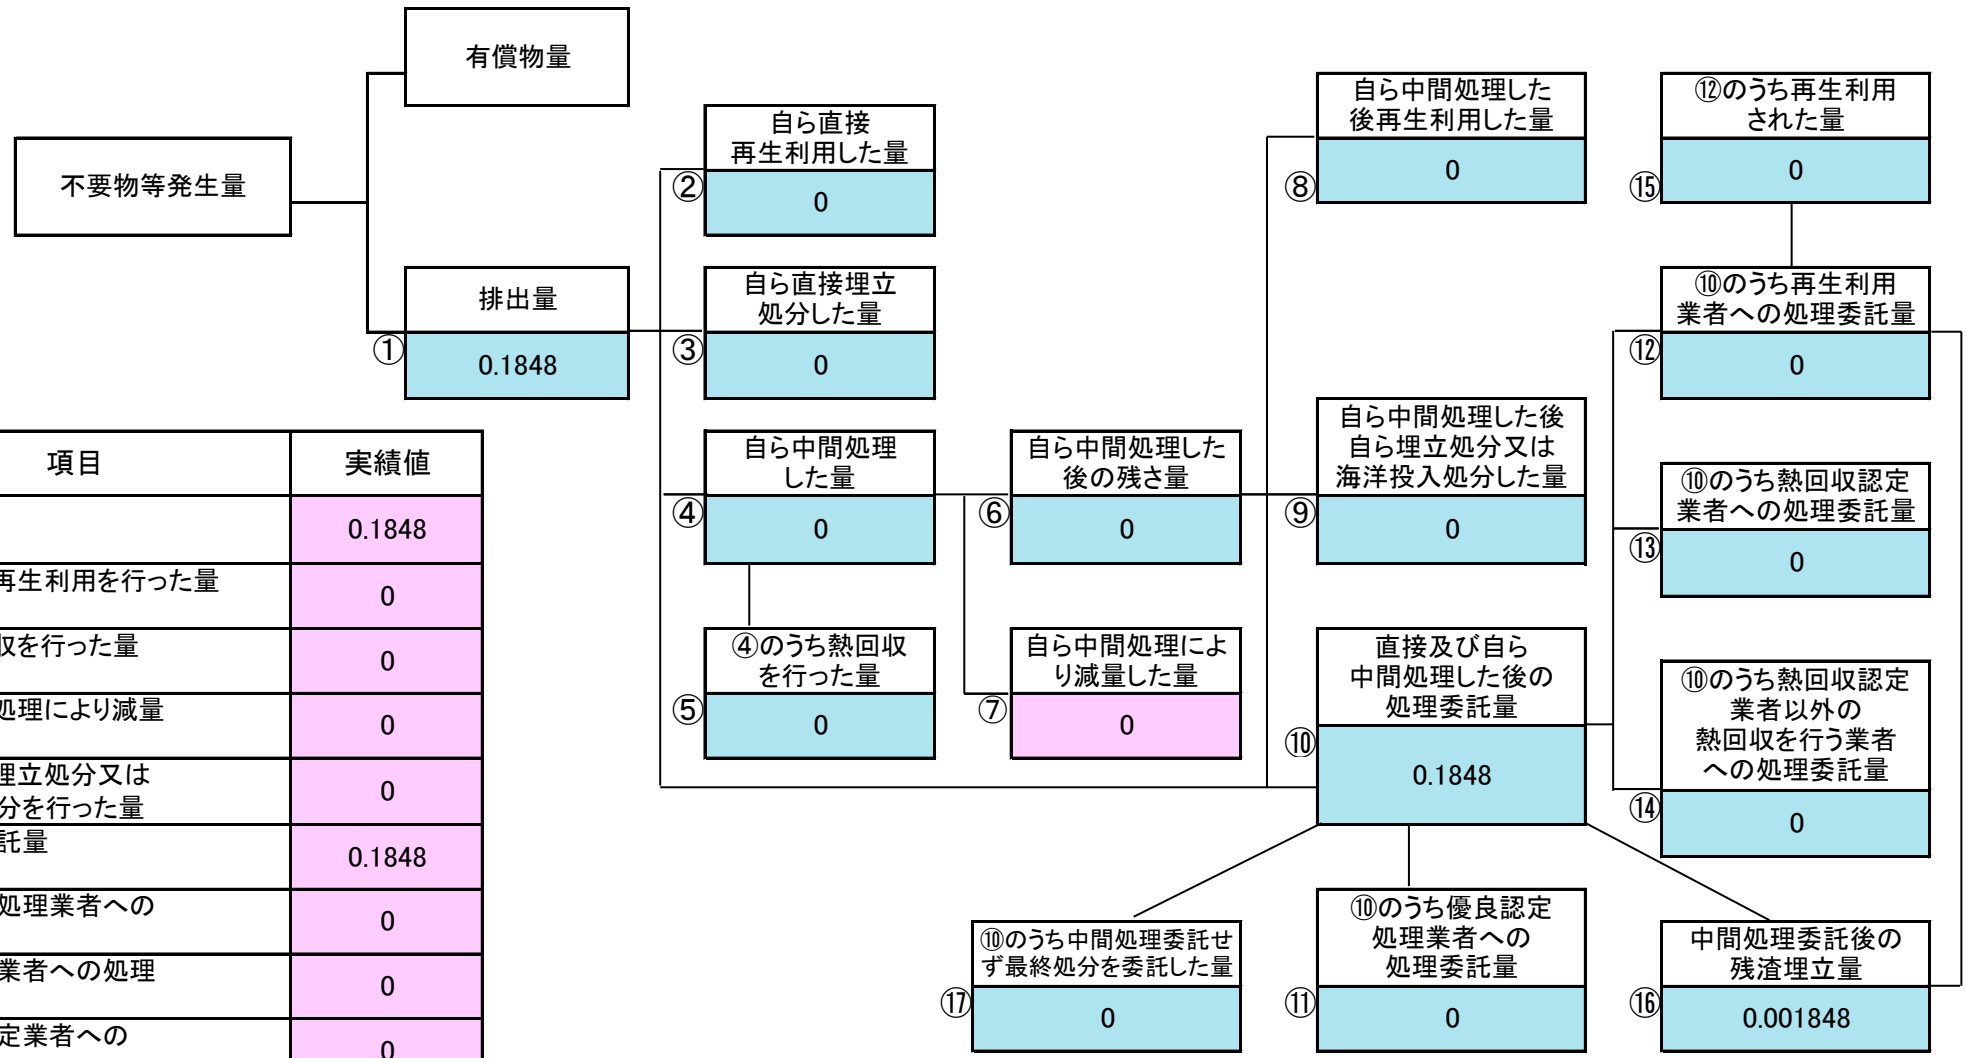 有償物量
不要物等発生量
排出量
①
0.1848
自ら直接
再生利用した量
②
0
自ら直接埋立
処分した量
③
0
自ら中間処理
した量
④
0
④のうち熱回収
を行った量
⑤
0
自ら中間処理した
後の残さ量
⑥
0
自ら中間処理によ
り減量した量
⑦
0
自ら中間処理した
後再生利用した量
⑧
0
自ら中間処理した後
自ら埋立処分又は
海洋投入処分した量
⑨
0
直接及び自ら
中間処理した後の
処理委託量
⑩
0.1848
⑫のうち再生利用
された量
⑮
0
⑩のうち再生利用
業者への処理委託量
⑫
0
⑩のうち熱回収認定
業者への処理委託量
⑬
0
⑩のうち熱回収認定
業者以外の
熱回収を行う業者
への処理委託量
⑭
0
⑩のうち中間処理委託せ
ず最終処分を委託した量
⑰
0
⑩のうち優良認定
処理業者への
処理委託量
⑪
0
中間処理委託後の
残渣埋立量
⑯
0.001848
項目 実績値
0.1848
再生利用を行った量 0
収を行った量 0
処理により減量 0
埋立処分又は
分を行った量 0
託量 0.1848
処理業者への 0
業者への処理 0
定業者への 0